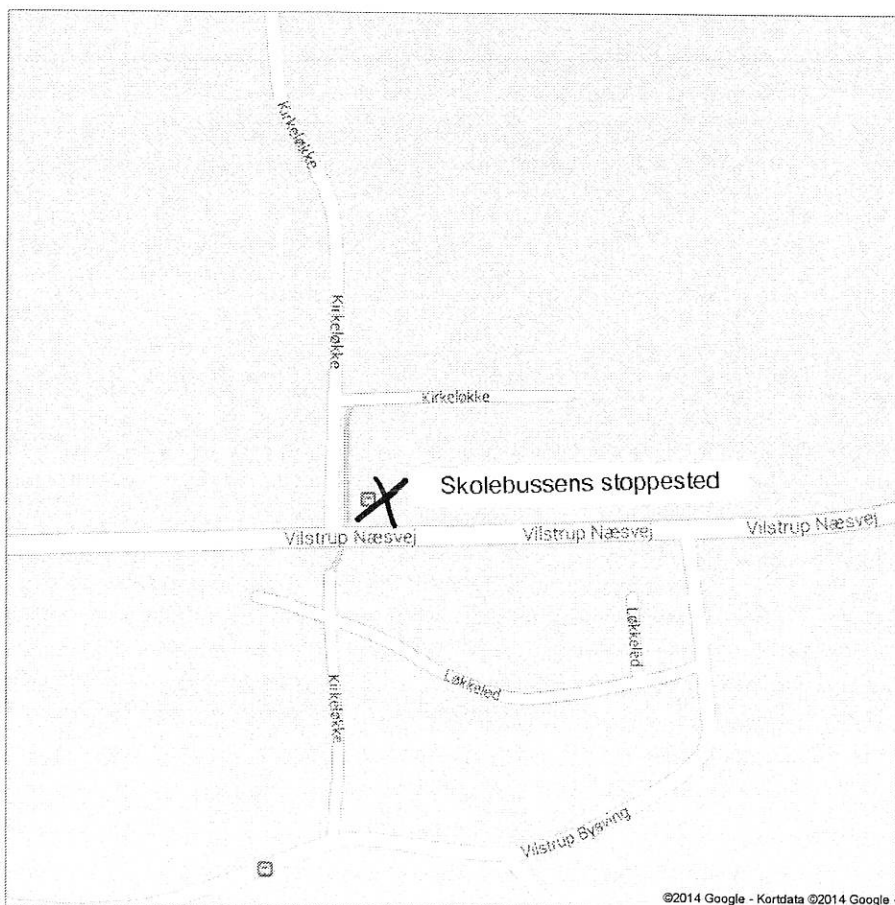 Kirkeløkke
Kirkeløkke
Kirkeløkke
Skolebussens stoppested
Vilstrup Næsvej
Vilstrup Næsvej
Vilstrup Næsvej
Løkkeled
Løkkeled
Kirkeløkke
Vilstrup Bysving
©2014 Google - Kortdata ©2014 Google -